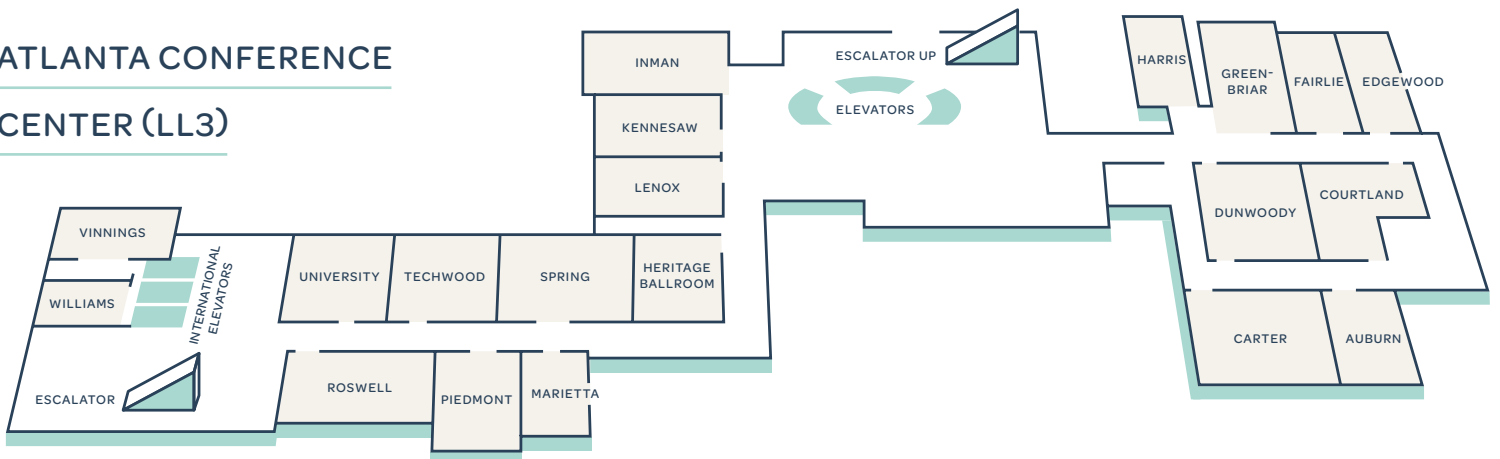 ATLANTA CONFERENCE
CENTER (LL3)
INMAN
KENNESAW
LENOX
ESCALATOR UP
ELEVATORS
HARRIS
GREEN-
BRIAR
FAIRLIE
EDGEWOOD
DUNWOODY
COURTLAND
CARTER
AUBURN
VINNINGS
WILLIAMS
INTERNATIONAL
ELEVATORS
ESCALATOR
UNIVERSITY
TECHWOOD
SPRING
HERITAGE
BALLROOM
ROSWELL
PIEDMONT
MARIETTA